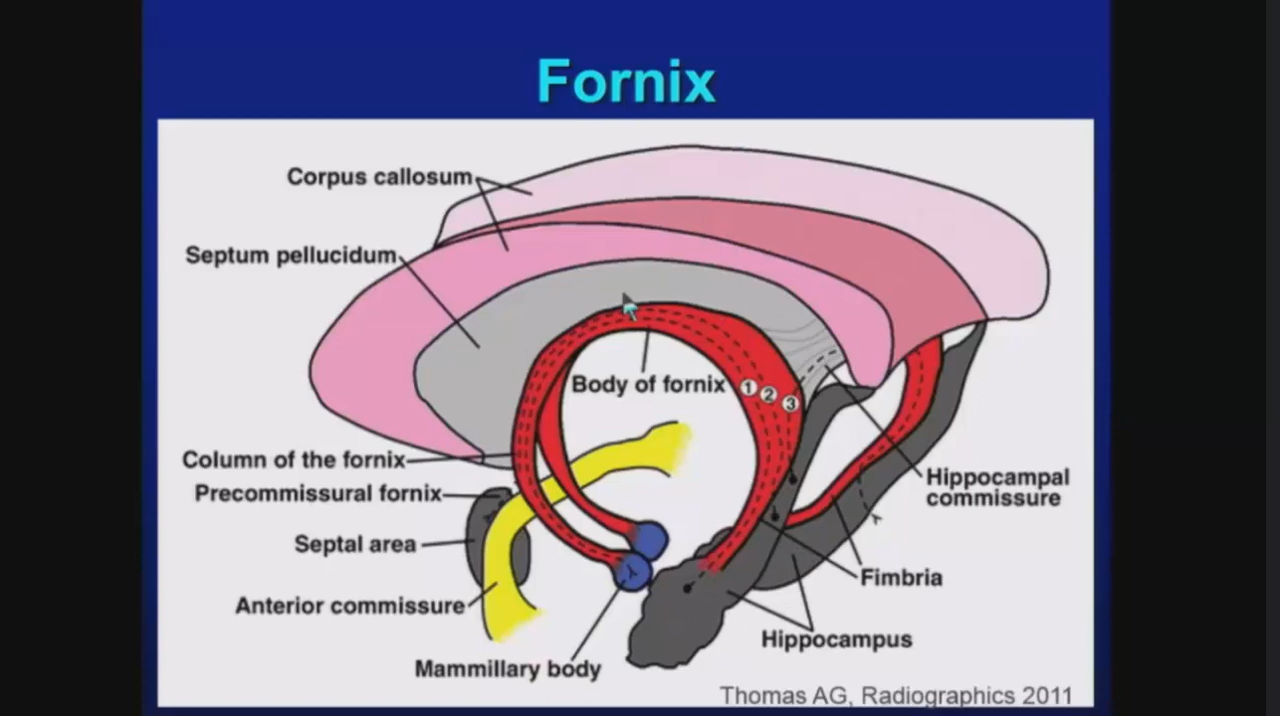 Fornix
Corpus callosum
Septum pellucidum
Body of fornix
1 2 3
Column of the fornix
Precommissural fornix
Septal area
Anterior commissure
Mammillary body
Hippocampal
commissure
Fimbria
Hippocampus
Thomas AG, Radiographics 2011